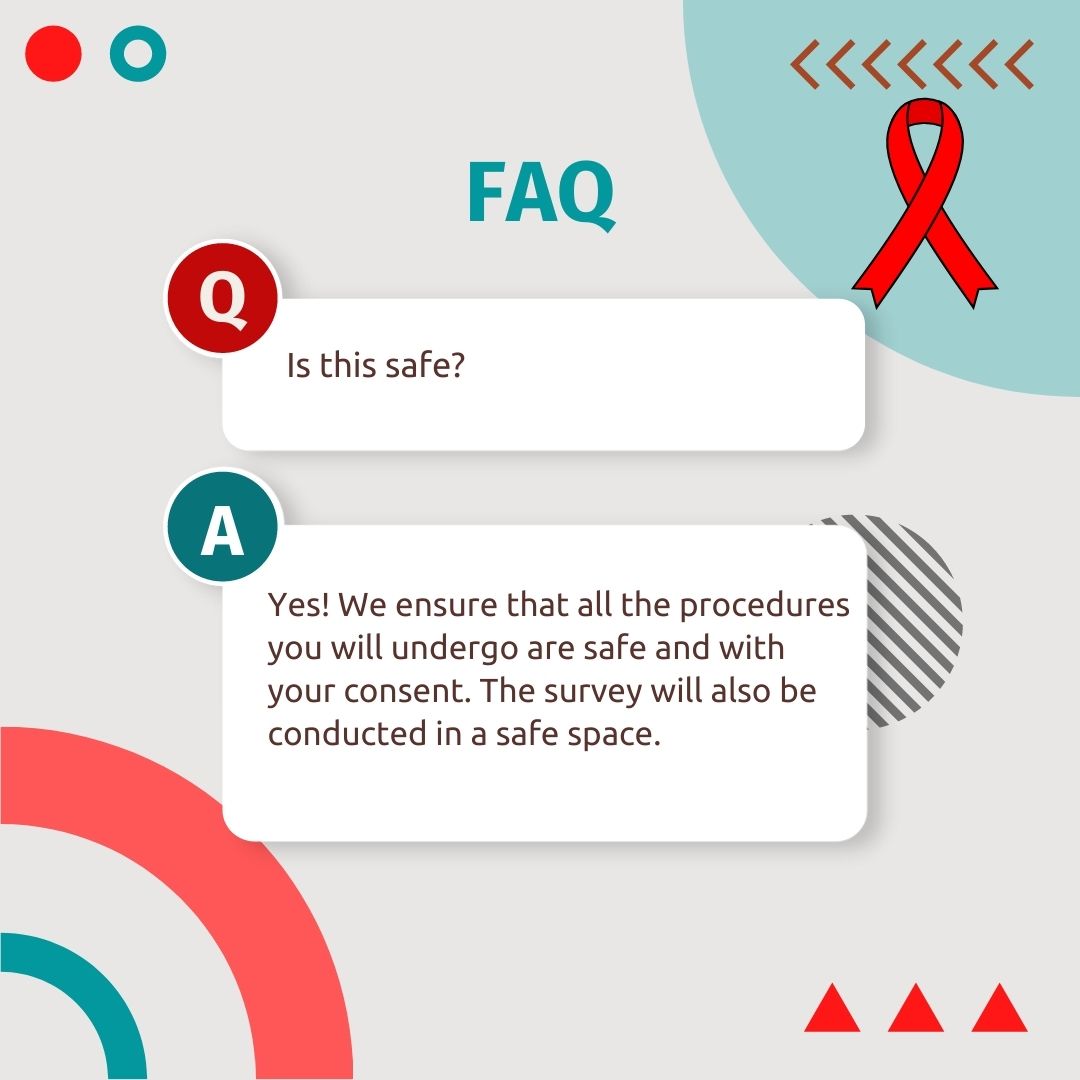 FAQ
Q
Is this safe?
A
Yes! We ensure that all the procedures
you will undergo are safe and with
your consent. The survey will also be
conducted in a safe space.